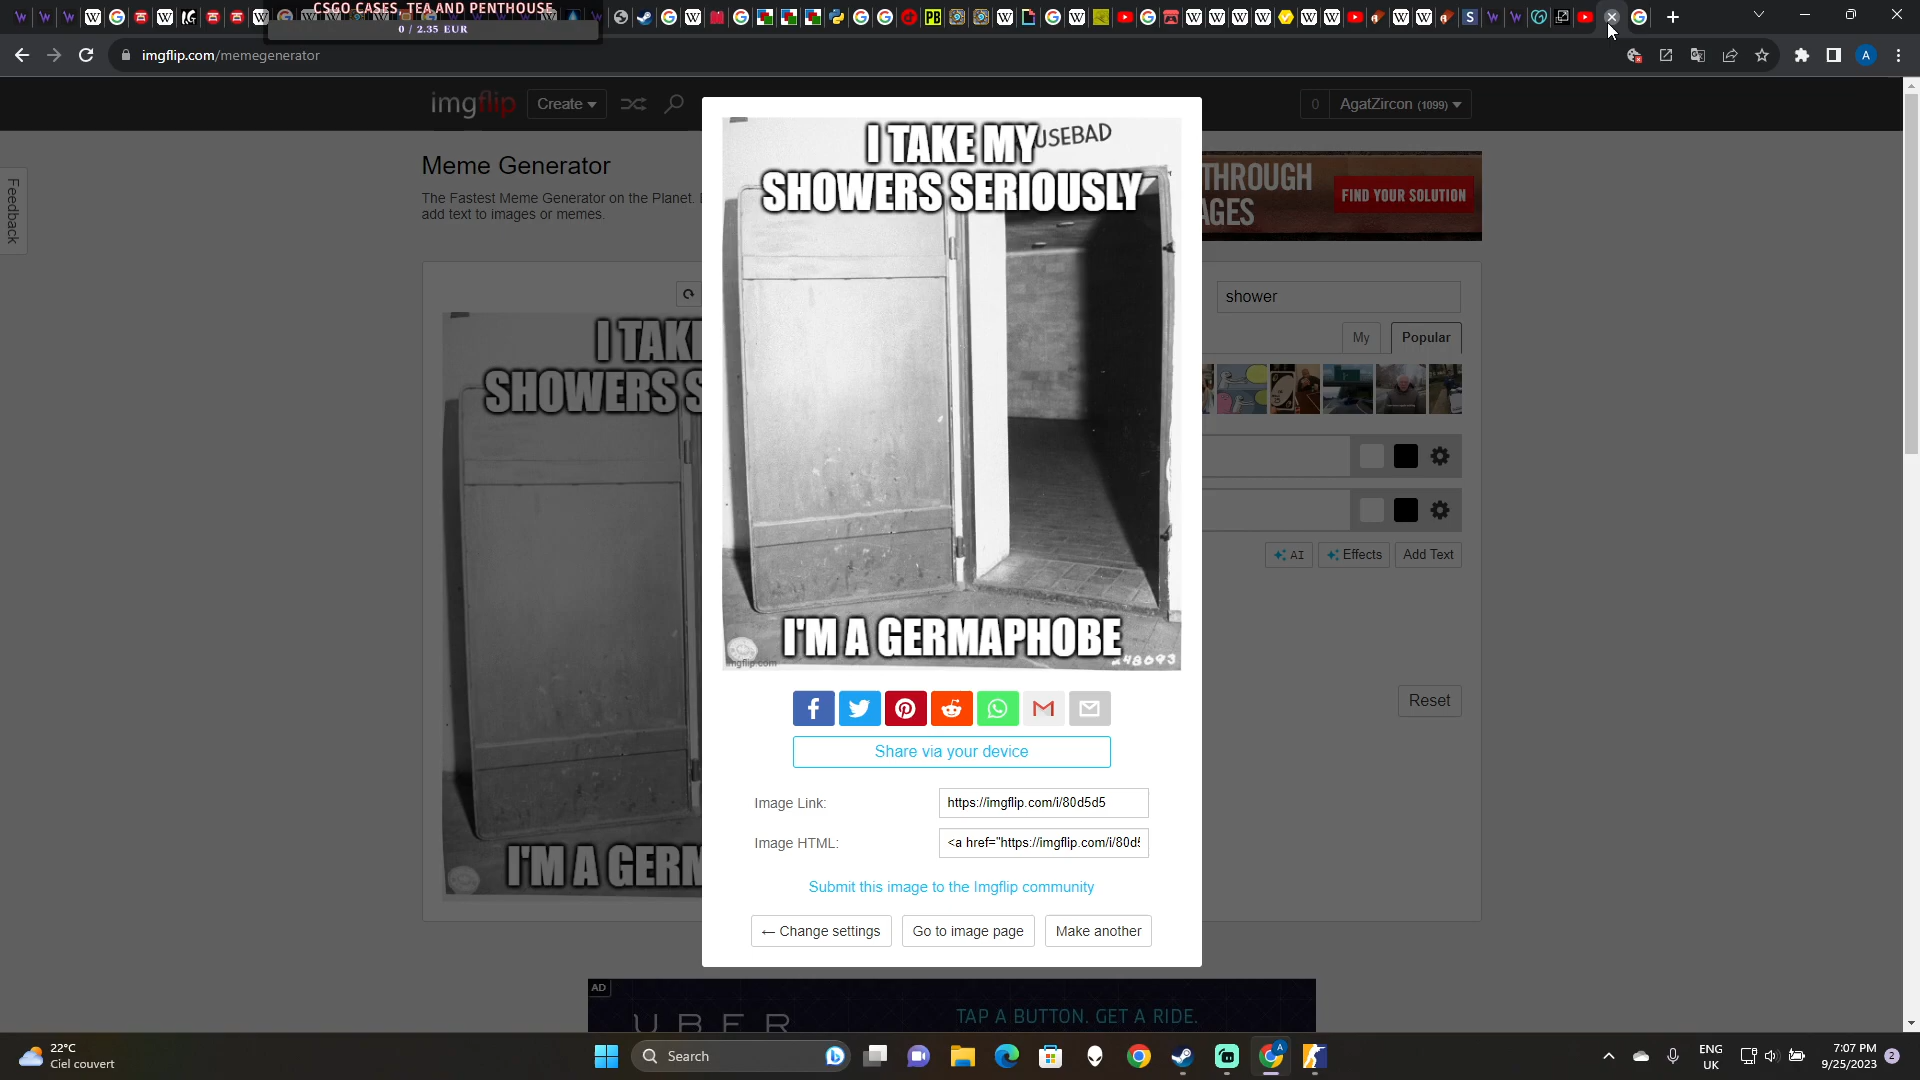 CSGO CASES, TEA AND PENTHOUSE
0 / 2.35 EUR
imgflip.com/memegenerator
imgflip
Create
0
AgatZircon (1099)
Feedback
Meme Generator
The Fastest Meme Generator on the Planet.
add text to images or memes.
THROUGH
AGES
FIND YOUR SOLUTION
shower
My
Popular
I TAKE
SHOWERS S
I'M A GERM
AI
Effects
Add Text
Reset
USEBAD
I TAKE MY
SHOWERS SERIOUSLY
I'M A GERMAPHOBE
imgflip.com
Share via your device
Image Link:
https://imgflip.com/i/80d5d5
Image HTML:
<a href="https://imgflip.com/i/80d5
Submit this image to the Imgflip community
← Change settings
Go to image page
Make another
AD
UBER
TAP A BUTTON. GET A RIDE.
22°C
Ciel couvert
Search
ENG
UK
7:07 PM
9/25/2023
2